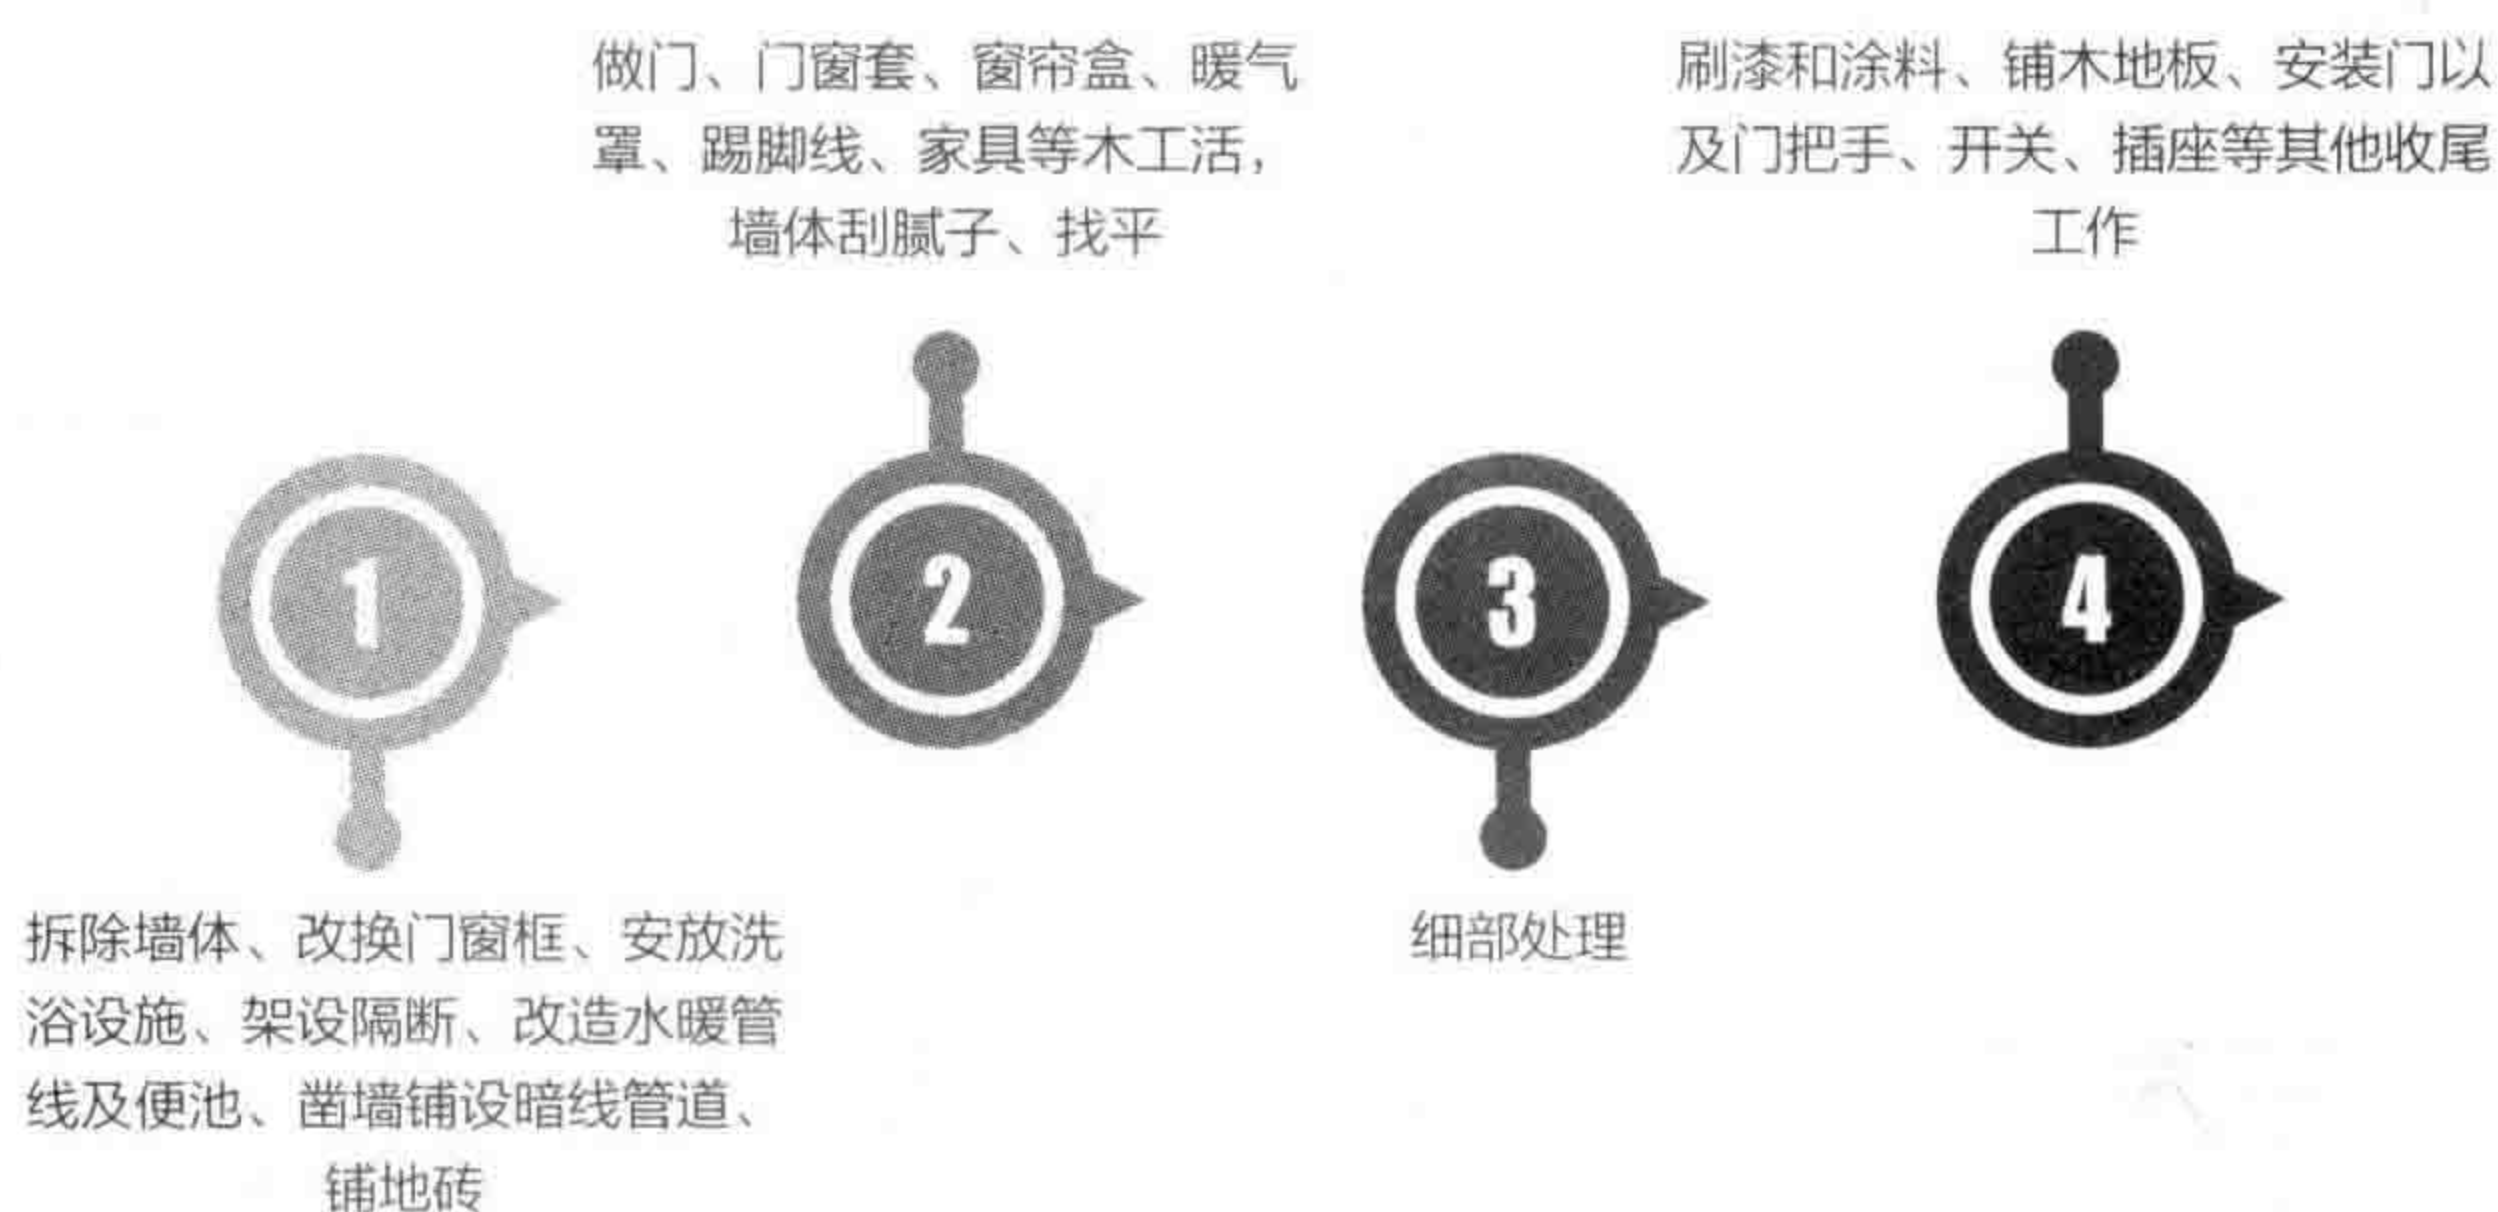 做门、门窗套、窗帘盒、暖气
罩、踢脚线、家具等木工活，
墙体刮腻子、找平
刷漆和涂料、铺木地板、安装门以
及门把手、开关、插座等其他收尾
工作
1
2
3
4
拆除墙体、改换门窗框、安放洗
浴设施、架设隔断、改造水暖管
线及便池、凿墙铺设暗线管道、
铺地砖
细部处理